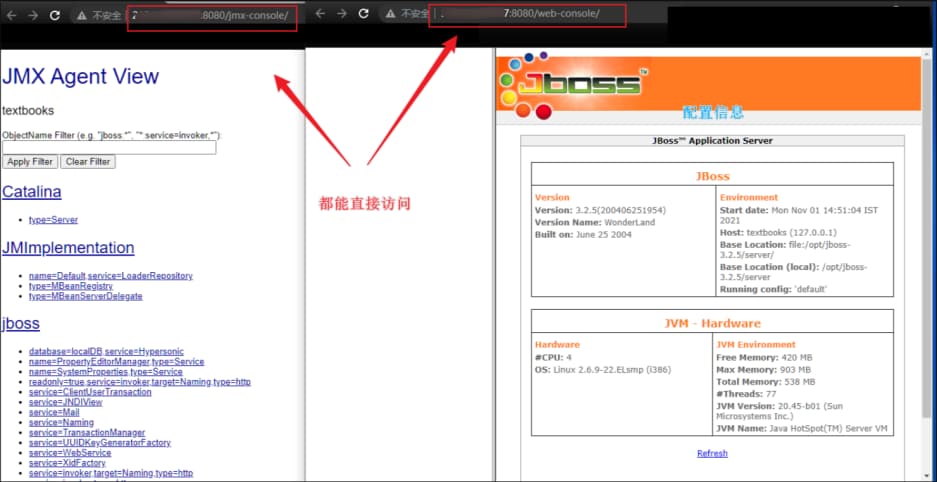 不安全
:8080/jmx-console/
不安全
7:8080/web-console/
JMX Agent View
textbooks
ObjectName Filter (e.g. "jboss:*", "*:service=invoker,*"):
Apply Filter Clear Filter
Catalina
type=Server
JMImplementation
name=Default,service=LoaderRepository
type=MBeanRegistry
type=MBeanServerDelegate
jboss
database=localDB,service=Hypersonic
name=PropertyEditorManager,type=Service
name=SystemProperties,type=Service
readonly=true,service=invoker,target=Naming,type=http
service=ClientUserTransaction
service=JNDIView
service=Mail
service=Naming
service=TransactionManager
service=UUIDKeyGeneratorFactory
service=WebService
service=XidFactory
service=invoker,target=Naming,type=http
都能直接访问
Jboss™
配置信息
JBoss™ Application Server
JBoss
Version
Version: 3.2.5(200406251954)
Version Name: WonderLand
Built on: June 25 2004
Environment
Start date: Mon Nov 01 14:51:04 IST
2021
Host: textbooks (127.0.0.1)
Base Location: file:/opt/jboss-
3.2.5/server/
Base Location (local): /opt/jboss-
3.2.5/server
Running config: 'default'
JVM - Hardware
Hardware
#CPU: 4
OS: Linux 2.6.9-22.ELsmp (i386)
JVM Environment
Free Memory: 420 MB
Max Memory: 903 MB
Total Memory: 538 MB
#Threads: 77
JVM Version: 20.45-b01 (Sun
Microsystems Inc.)
JVM Name: Java HotSpot(TM) Server VM
Refresh